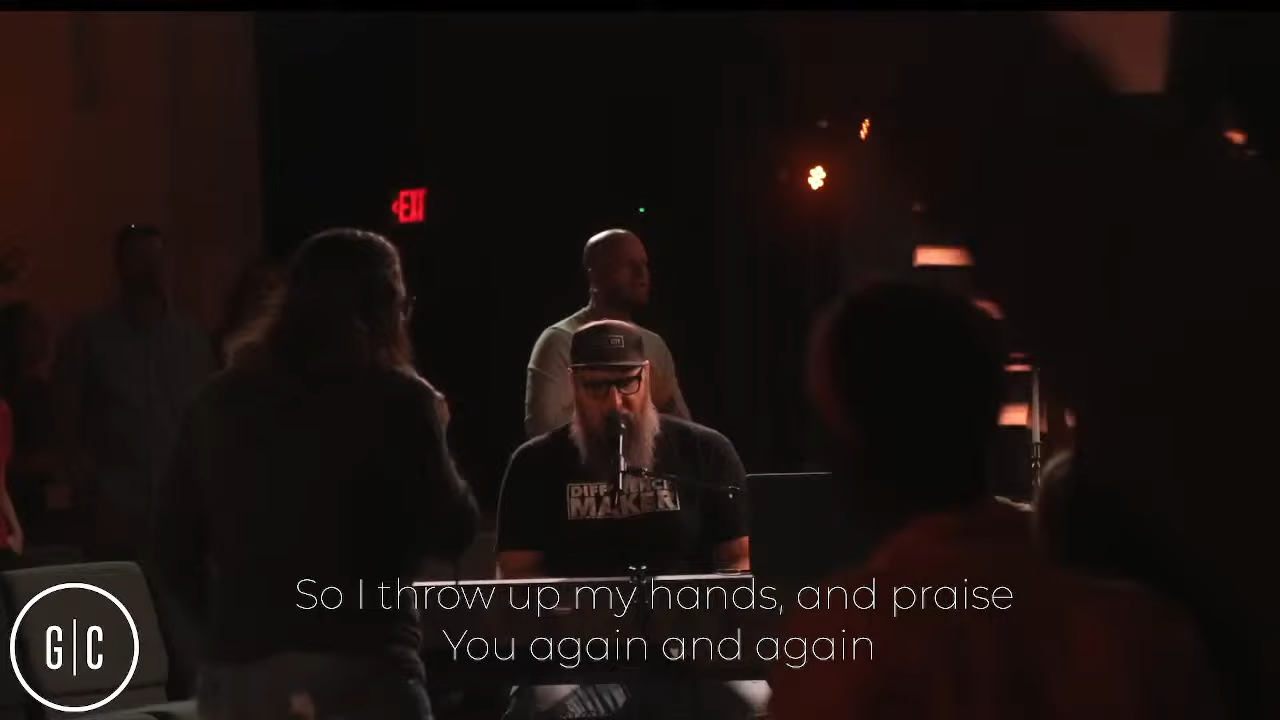 EXIT
DIFFERENCE
MAKER
So I throw up my hands, and praise
You again and again
G|C